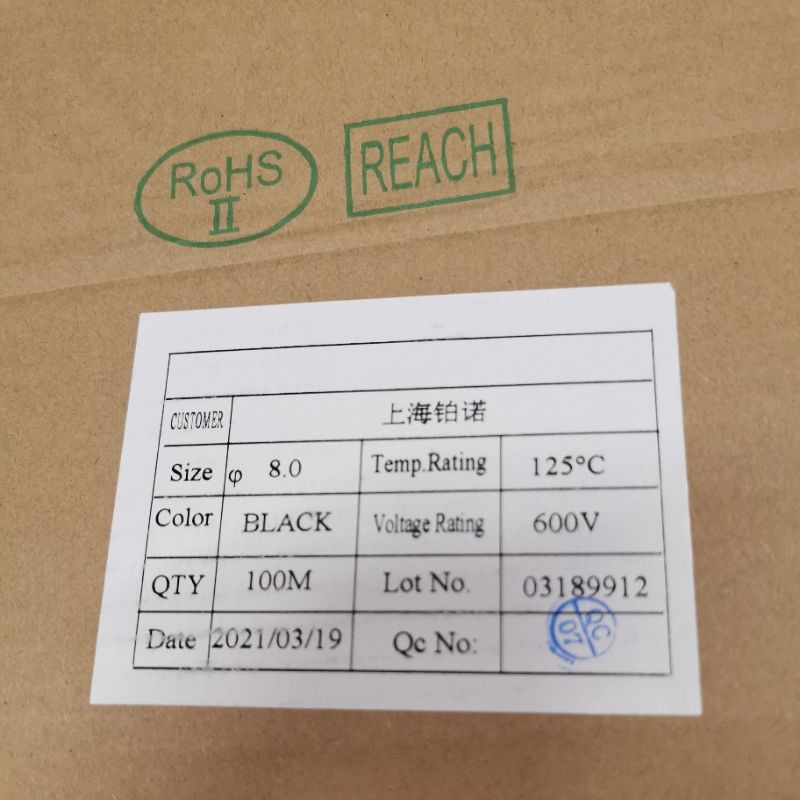 RoHS
II
REACH
CUSTOMER 上海铂诺
Size φ 8.0 Temp.Rating 125°C
Color BLACK Voltage Rating 600V
QTY 100M Lot No. 03189912
Date 2021/03/19 Qc No:
QC
07